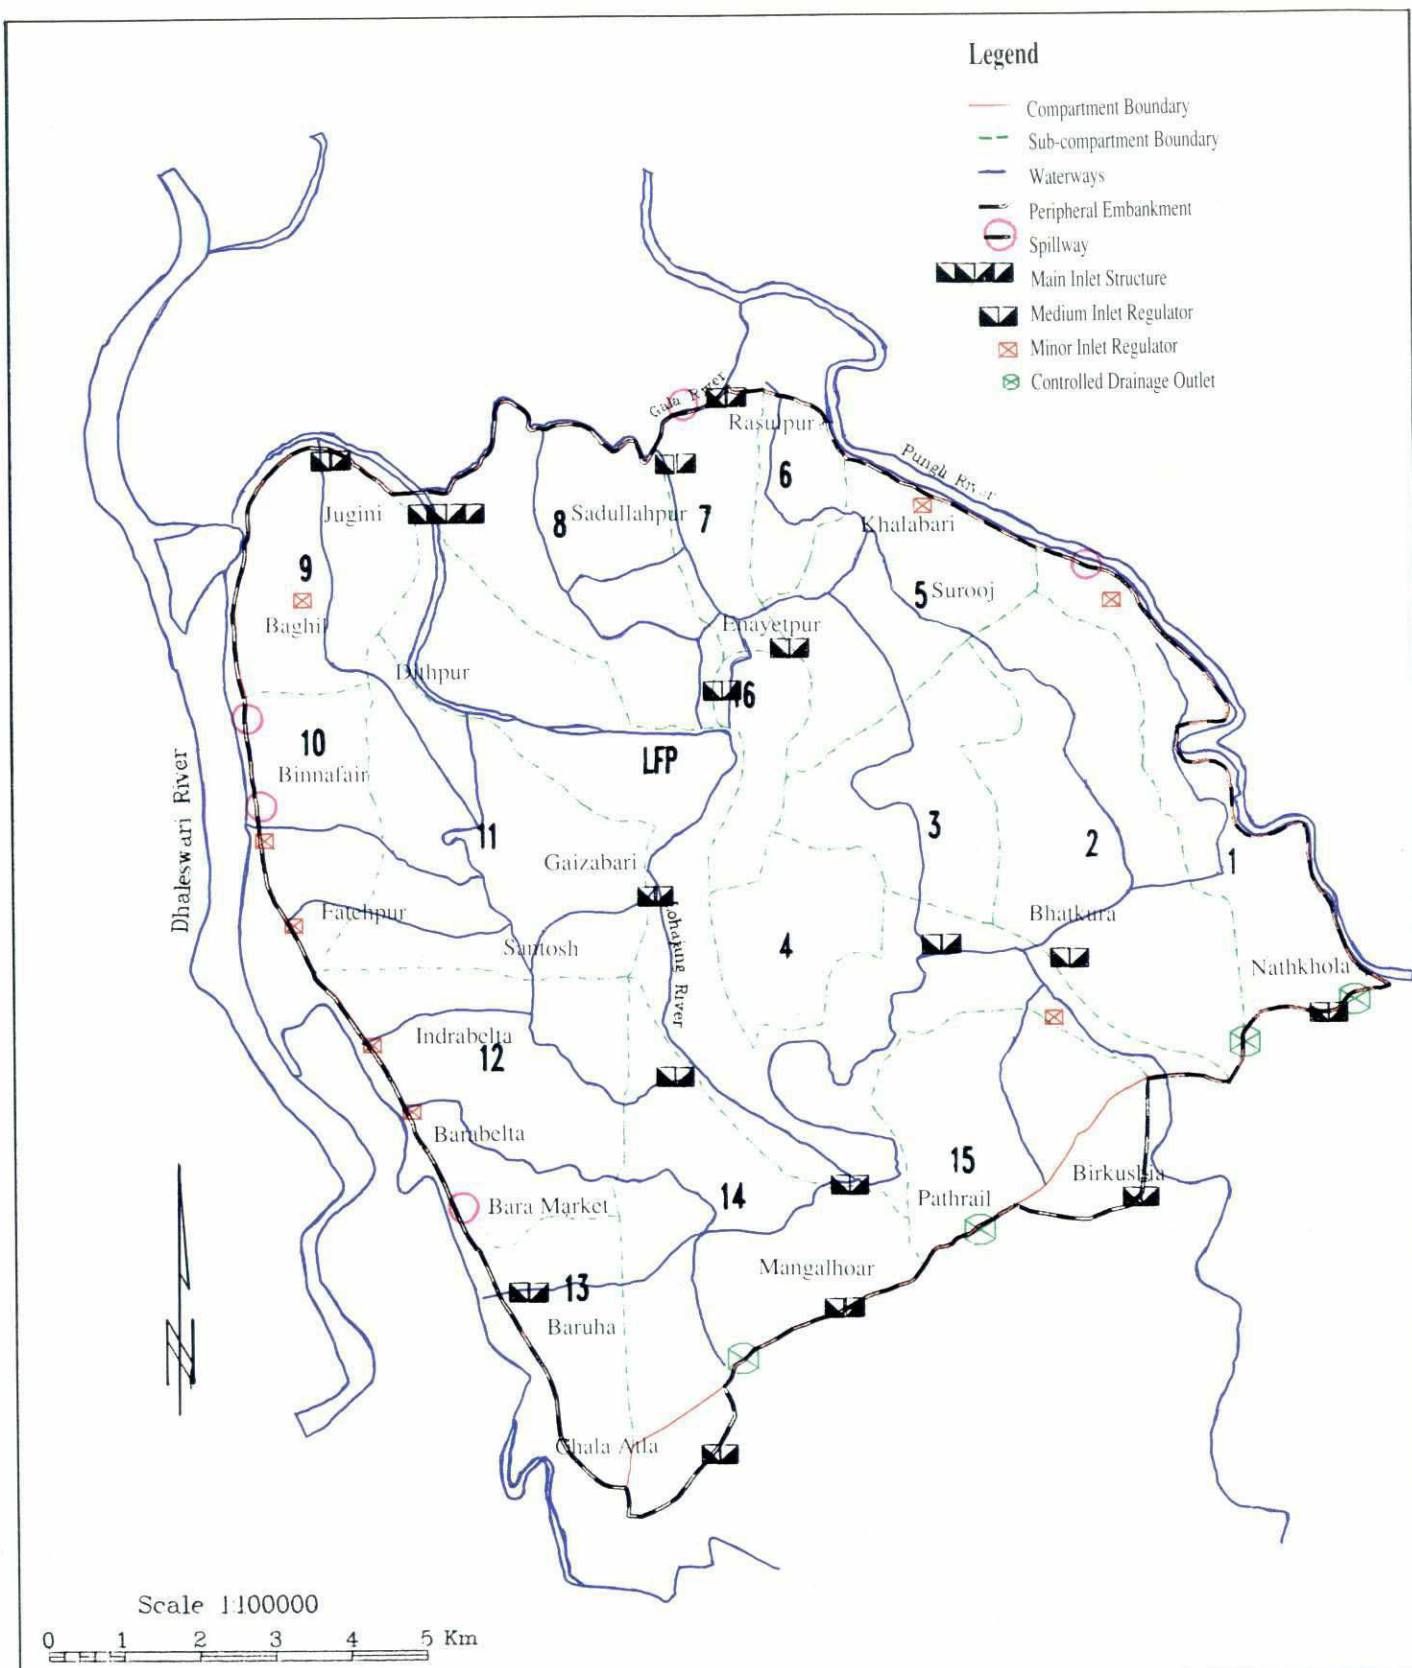 Legend
Compartment Boundary
Sub-compartment Boundary
Waterways
Peripheral Embankment
Spillway
Main Inlet Structure
Medium Inlet Regulator
Minor Inlet Regulator
Controlled Drainage Outlet
Gala River
Rasulpur
Pungli River
6
Jugini
8
Sadullahpur
7
Khalabari
9
5
Surooj
Baghil
Enayetpur
Dithpur
16
10
LFP
Binnafair
Dhaleswari River
11
3
2
Gaizabari
1
Fatehpur
Bhatkura
Santosh
Lohajung River
4
Nathkhola
Indrabelta
12
Barabelta
15
Bara Market
14
Pathrail
Birkushia
Mangalhoar
13
Baruha
Ghala Atla
N
Scale 1:100000
0 1 2 3 4 5 Km